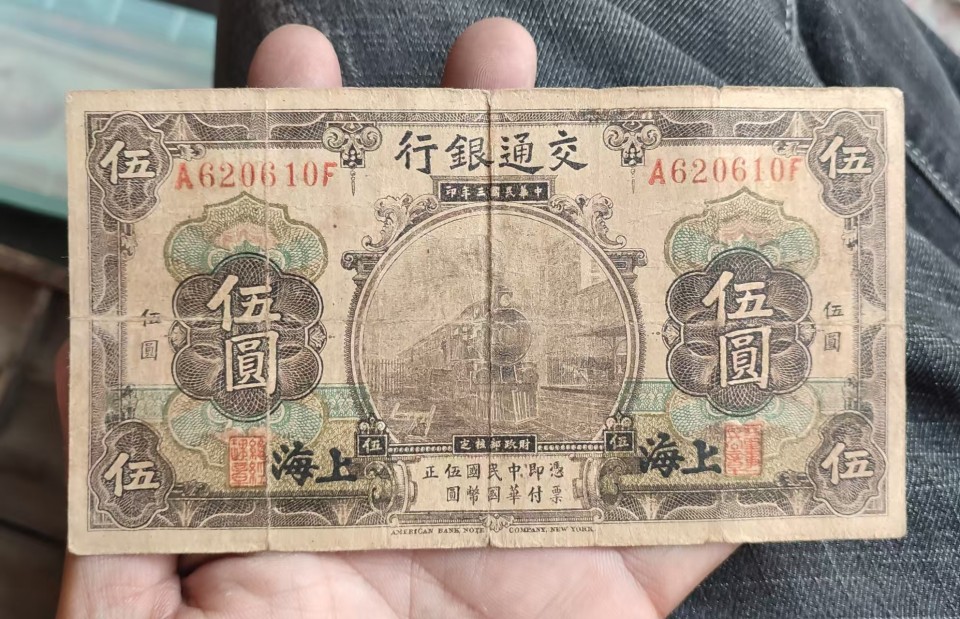 伍
交通銀行
伍
A620610F
A620610F
中華民國三年印
伍圓
伍圓
伍圓
伍圓
財政部核定
伍
伍
上海
上海
憑票即付中華民國國幣伍圓正
伍
伍
AMERICAN BANK NOTE COMPANY, NEW YORK.